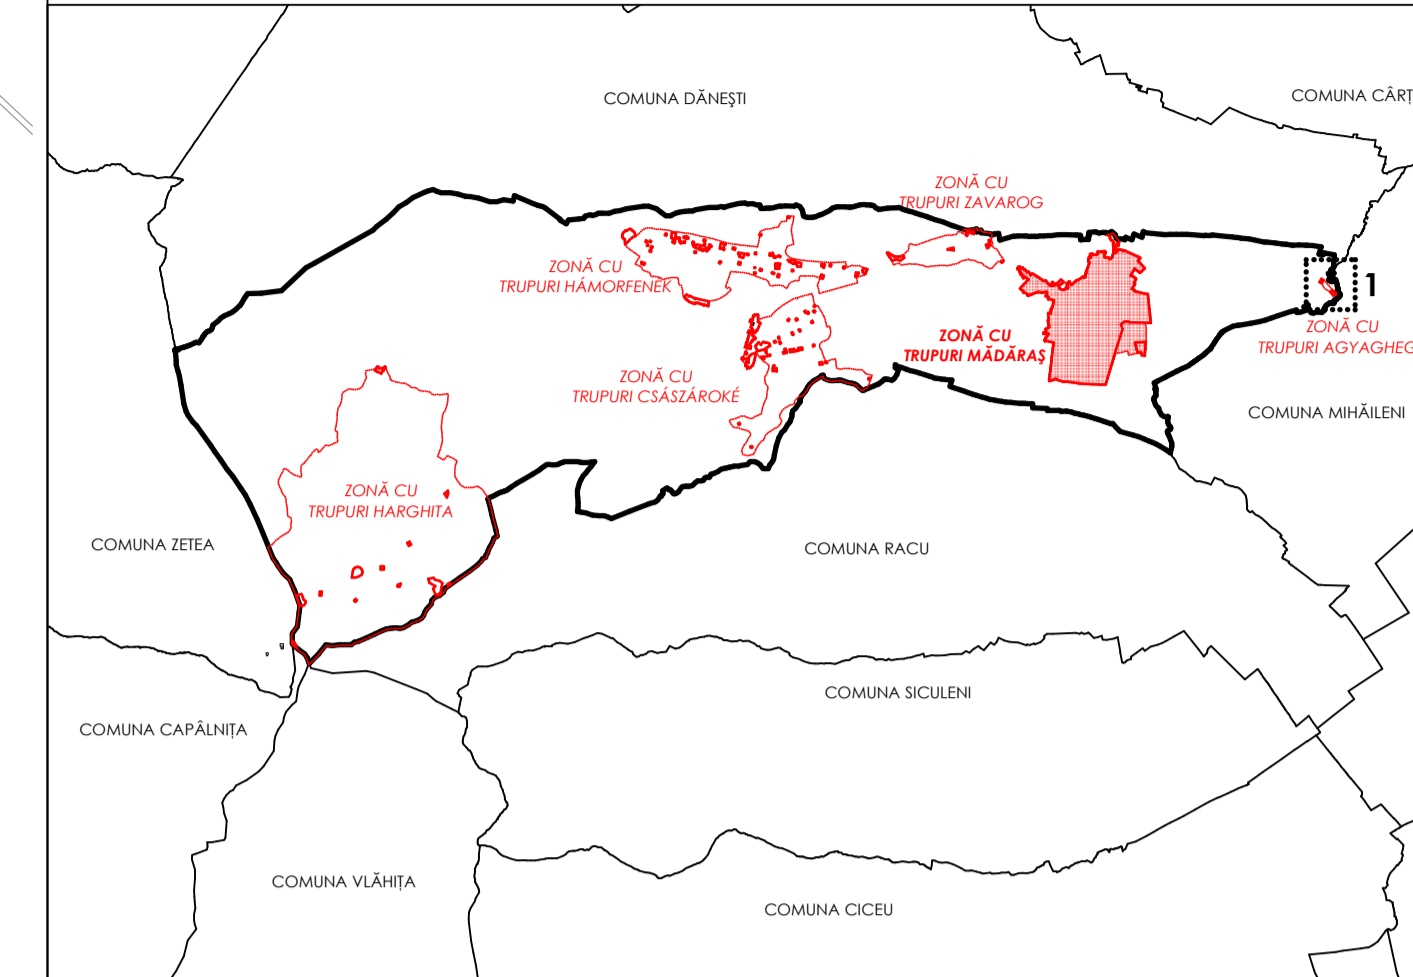 COMUNA DĂNEŞTI
COMUNA CÂRȚ
ZONĂ CU
TRUPURI ZAVAROG
ZONĂ CU
TRUPURI HÁMORFENEK
1
ZONĂ CU
TRUPURI MĂDĂRAŞ
ZONĂ CU
TRUPURI AGYAGHEG
ZONĂ CU
TRUPURI CSÁSZÁROKÉ
COMUNA MIHĂILENI
ZONĂ CU
TRUPURI HARGHITA
COMUNA ZETEA
COMUNA RACU
COMUNA SICULENI
COMUNA CAPÂLNIȚA
COMUNA VLĂHIȚA
COMUNA CICEU